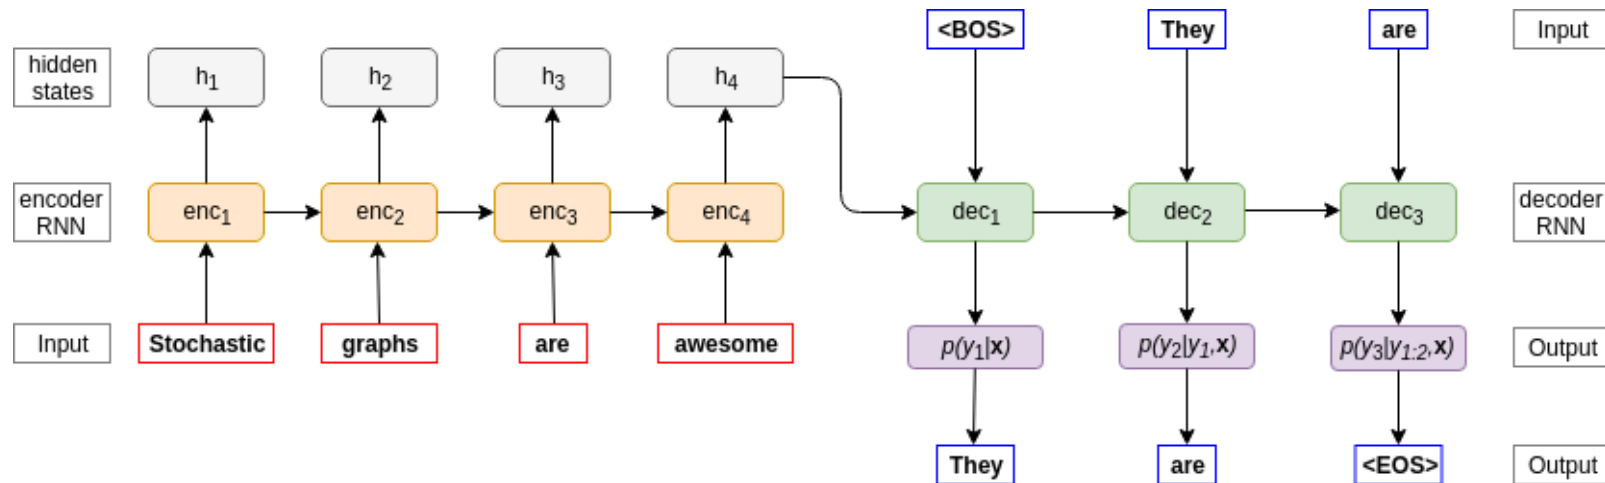 <BOS> They are Input
hidden
states
h1 h2 h3 h4
encoder
RNN
enc1 enc2 enc3 enc4
dec1 dec2 dec3
decoder
RNN
Input
Stochastic graphs are awesome
p(y1|x) p(y2|y1,x) p(y3|y1:2,x)
Output
They are <EOS> Output